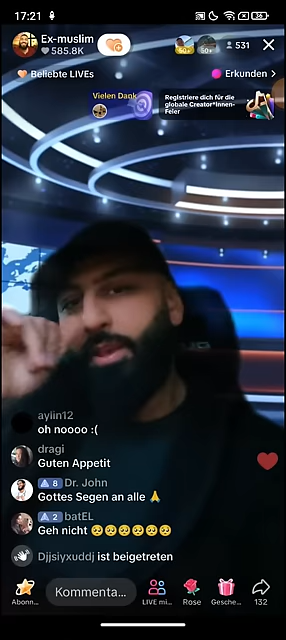 17:21
36
Ex-muslim
585.8K
60+
50+
531
Beliebte LIVEs
Erkunden >
Vielen Dank
Registriere dich für die
globale Creator*innen-
Feier
aylin12
oh noooo :(
dragi
Guten Appetit
8 Dr. John
Gottes Segen an alle 🙏
2 batEL
Geh nicht 🥺🥺🥺🥺🥺🥺
Djjsiyxuddj ist beigetreten
Abonn...
Kommenta...
LIVE mi...
Rose
Gesche...
132